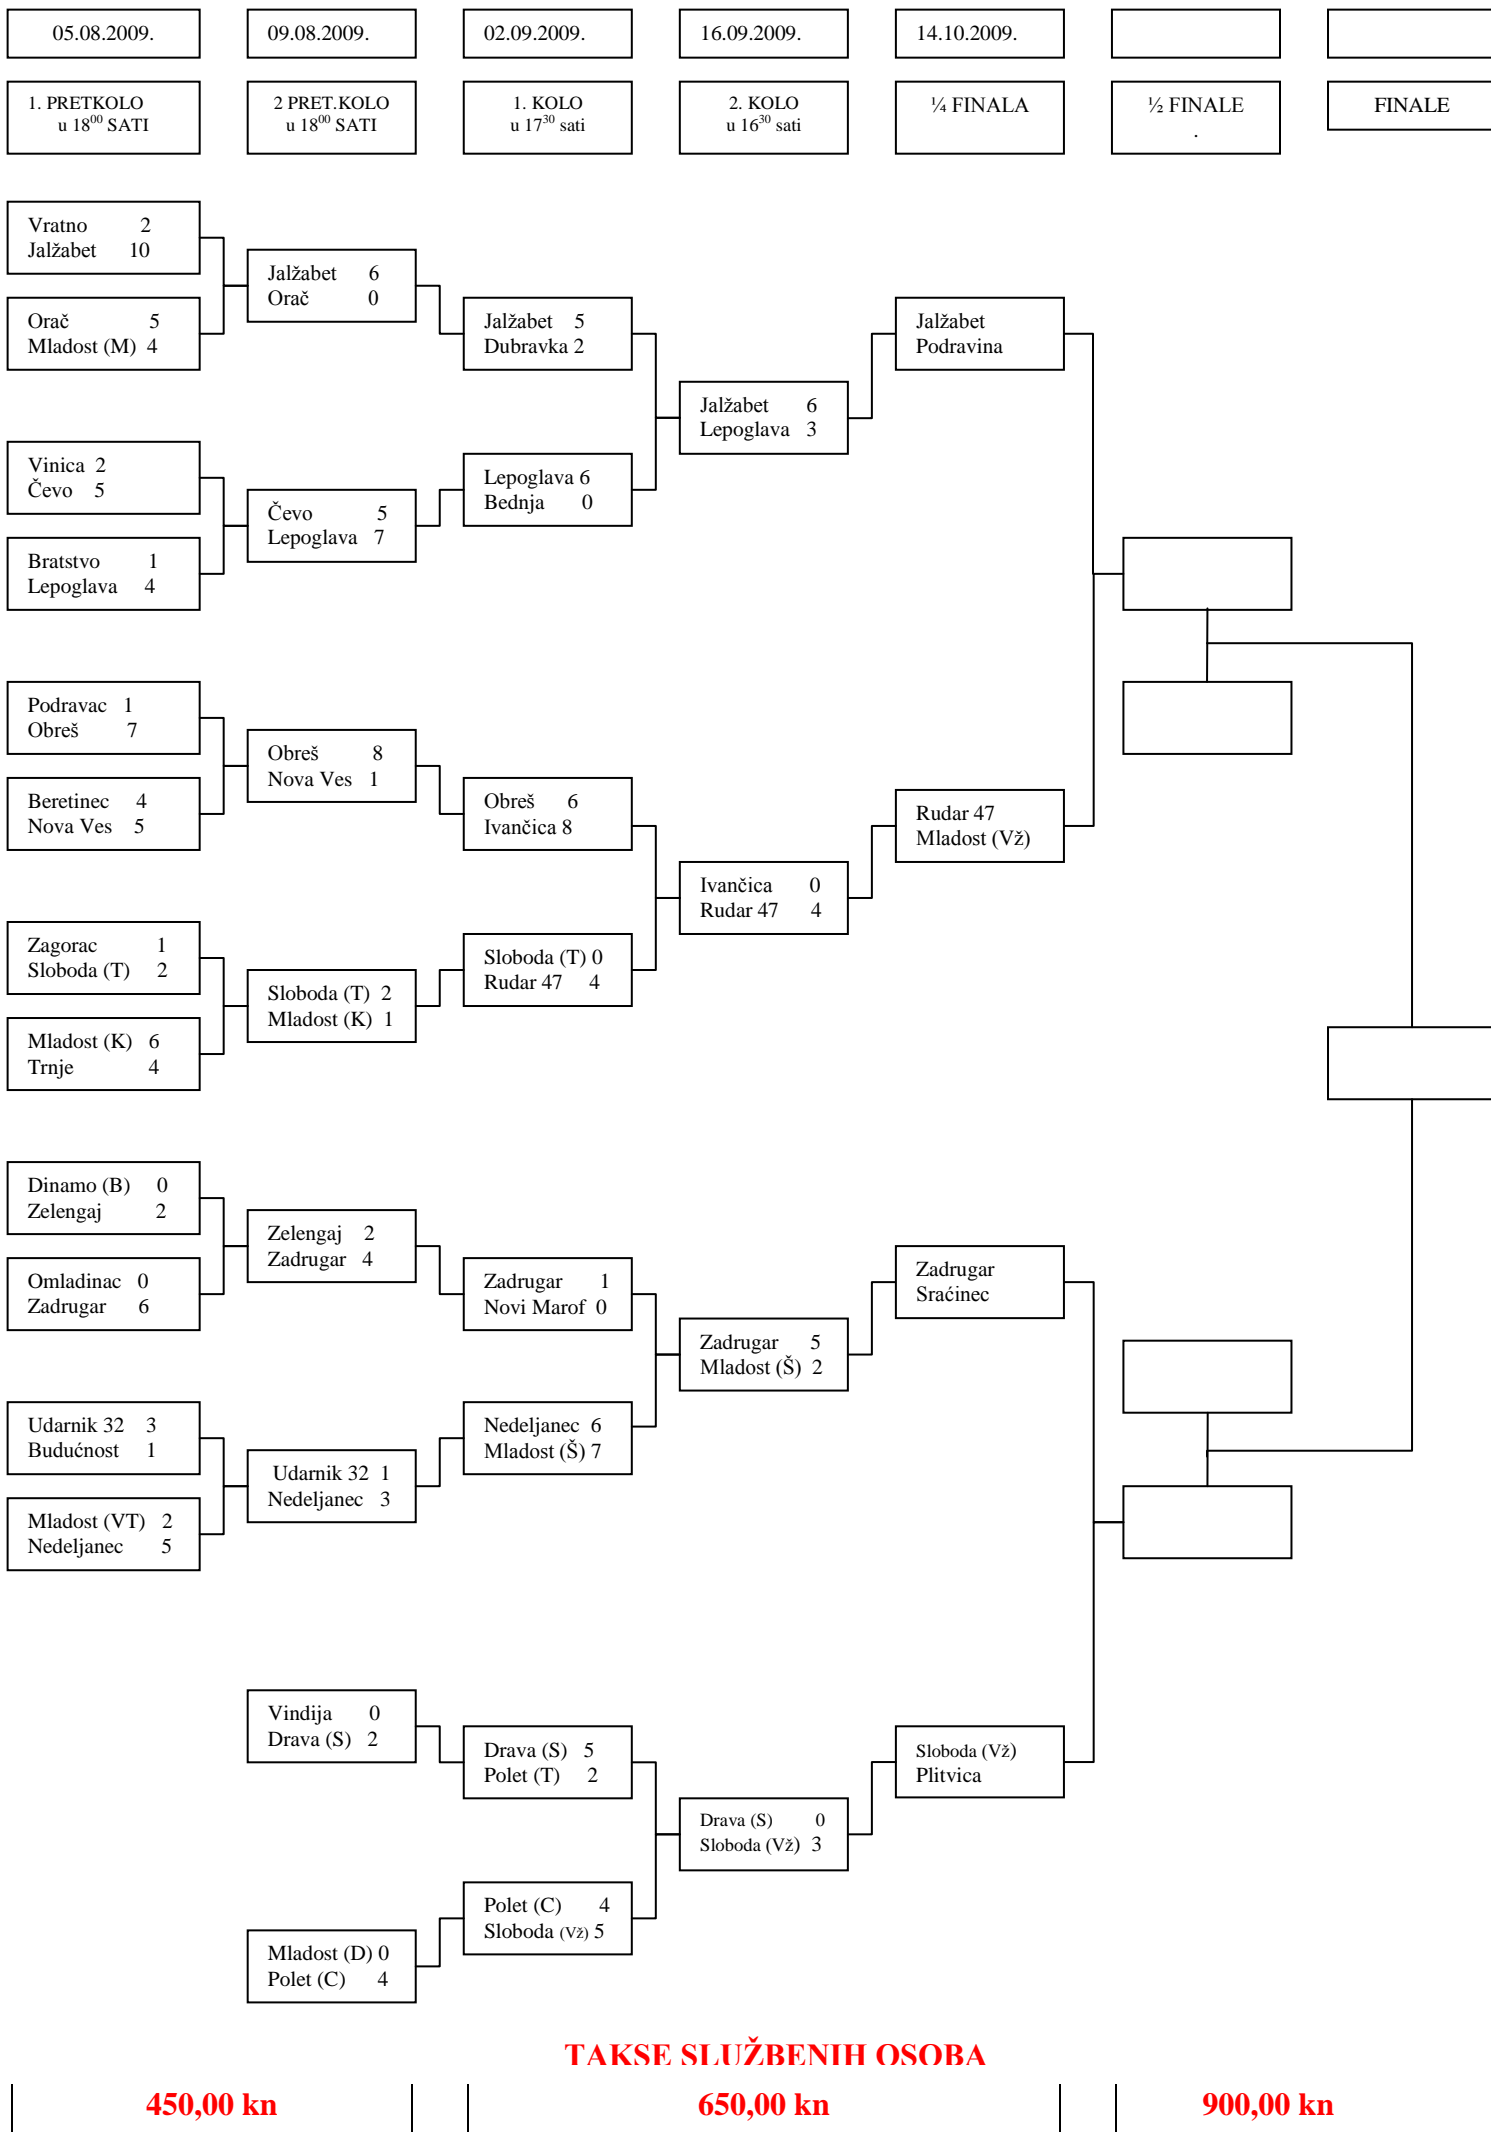 05.08.2009.
09.08.2009.
02.09.2009.
16.09.2009.
14.10.2009.
1. PRETKOLO
u 18⁰⁰ SATI
2 PRET.KOLO
u 18⁰⁰ SATI
1. KOLO
u 17³⁰ sati
2. KOLO
u 16³⁰ sati
¼ FINALA
½ FINALE
.
FINALE
Vratno 2
Jalžabet 10
Orač 5
Mladost (M) 4
Vinica 2
Čevo 5
Bratstvo 1
Lepoglava 4
Podravac 1
Obreš 7
Beretinec 4
Nova Ves 5
Zagorac 1
Sloboda (T) 2
Mladost (K) 6
Trnje 4
Dinamo (B) 0
Zelengaj 2
Omladinac 0
Zadrugar 6
Udarnik 32 3
Budućnost 1
Mladost (VT) 2
Nedeljanec 5
Jalžabet 6
Orač 0
Čevo 5
Lepoglava 7
Obreš 8
Nova Ves 1
Sloboda (T) 2
Mladost (K) 1
Zelengaj 2
Zadrugar 4
Udarnik 32 1
Nedeljanec 3
Vindija 0
Drava (S) 2
Mladost (D) 0
Polet (C) 4
Jalžabet 5
Dubravka 2
Lepoglava 6
Bednja 0
Obreš 6
Ivančica 8
Sloboda (T) 0
Rudar 47 4
Zadrugar 1
Novi Marof 0
Nedeljanec 6
Mladost (Š) 7
Drava (S) 5
Polet (T) 2
Polet (C) 4
Sloboda (Vž) 5
Jalžabet 6
Lepoglava 3
Ivančica 0
Rudar 47 4
Zadrugar 5
Mladost (Š) 2
Drava (S) 0
Sloboda (Vž) 3
Jalžabet
Podravina
Rudar 47
Mladost (Vž)
Zadrugar
Sraćinec
Sloboda (Vž)
Plitvica
TAKSE SLUŽBENIH OSOBA
450,00 kn
650,00 kn
900,00 kn